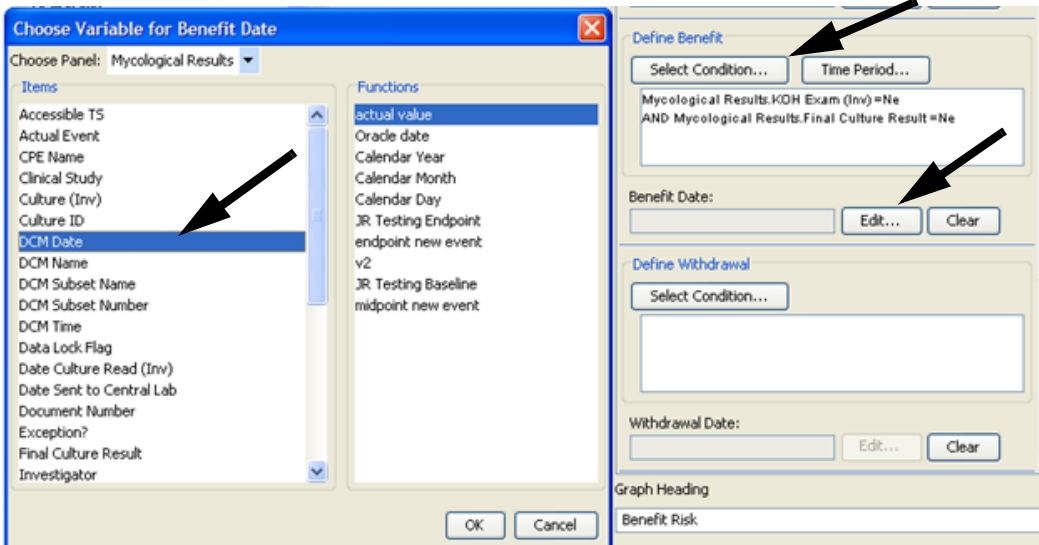 Choose Variable for Benefit Date
Choose Panel: Mycological Results
Items
Accessible TS
Actual Event
CPE Name
Clinical Study
Culture (Inv)
Culture ID
DCM Date
DCM Name
DCM Subset Name
DCM Subset Number
DCM Time
Data Lock Flag
Date Culture Read (Inv)
Date Sent to Central Lab
Document Number
Exception?
Final Culture Result
Investigator
Functions
actual value
Oracle date
Calendar Year
Calendar Month
Calendar Day
JR Testing Endpoint
endpoint new event
v2
JR Testing Baseline
midpoint new event
OK Cancel
Define Benefit
Select Condition... Time Period...
Mycological Results.KOH Exam (Inv) =Ne
AND Mycological Results.Final Culture Result =Ne
Benefit Date:
Edit... Clear
Define Withdrawal
Select Condition...
Withdrawal Date:
Edit... Clear
Graph Heading
Benefit Risk